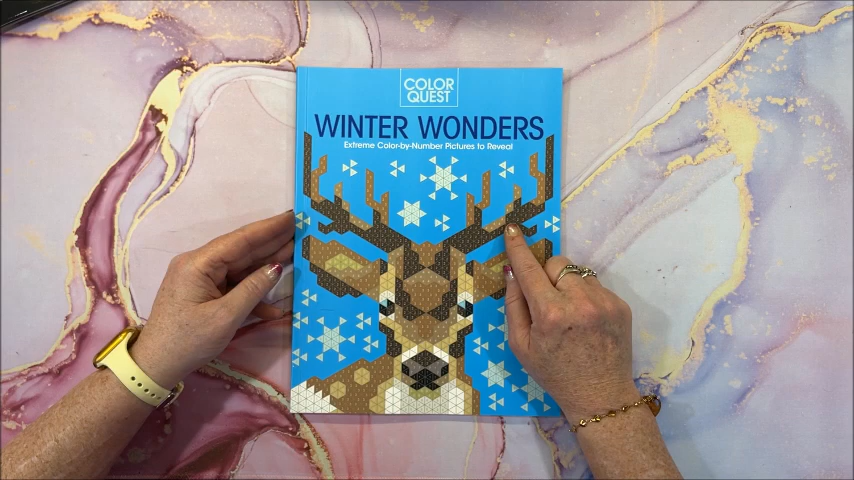 COLOR
QUEST
WINTER WONDERS
Extreme Color-by-Number Pictures to Reveal